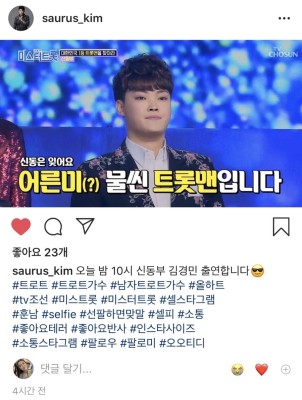 saurus_kim
미스터트롯
대한민국 1등 트롯맨을 찾아라!
TV CHOSUN
신동은 잊어요
어른미(?) 물씬 트롯맨입니다
좋아요 23개
saurus_kim 오늘 밤 10시 신동부 김경민 출연합니다😎
#트로트 #트로트가수 #남자트로트가수 #올하트
#tv조선 #미스트롯 #미스터트롯 #셀스타그램
#훈남 #selfie #선팔하면맞팔 #셀피 #소통
#좋아요테러 #좋아요반사 #인스타사이즈
#소통스타그램 #팔로우 #팔로미 #오오티디
댓글 달기...
4시간 전